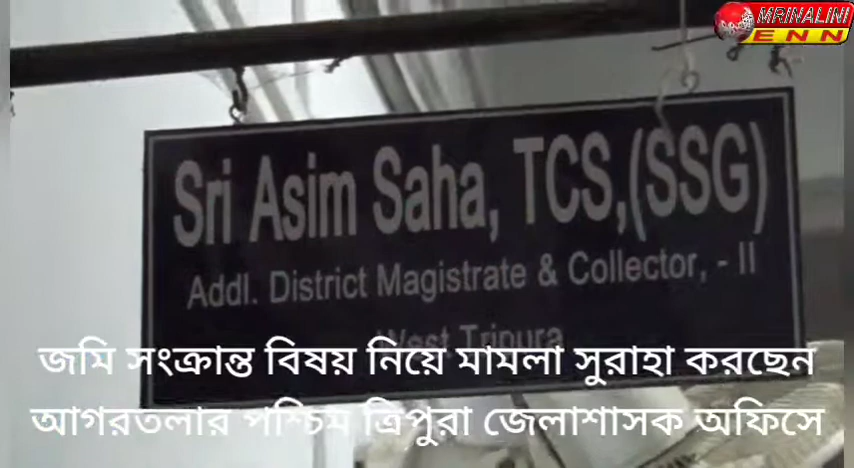 MRINALINI
ENN
Sri Asim Saha, TCS,(SSG)
Addl. District Magistrate & Collector, - II
West Tripura
জমি সংক্রান্ত বিষয় নিয়ে মামলা সুরাহা করছেন
আগরতলার পশ্চিম ত্রিপুরা জেলাশাসক অফিসে